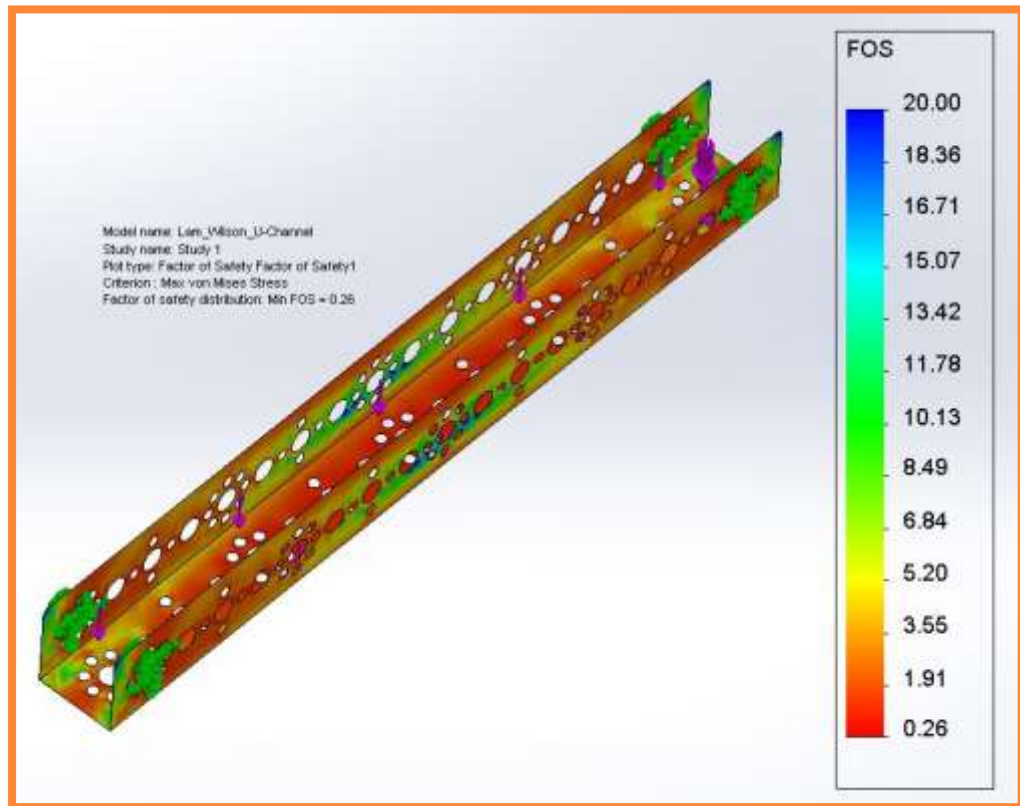 FOS
20.00
18.36
16.71
15.07
13.42
11.78
10.13
8.49
6.84
5.20
3.55
1.91
0.26
Model name: Lam_Wilson_U-Channel
Study name: Study 1
Plot type: Factor of Safety Factor of Safety1
Criterion : Max von Mises Stress
Factor of safety distribution: Min FOS = 0.26